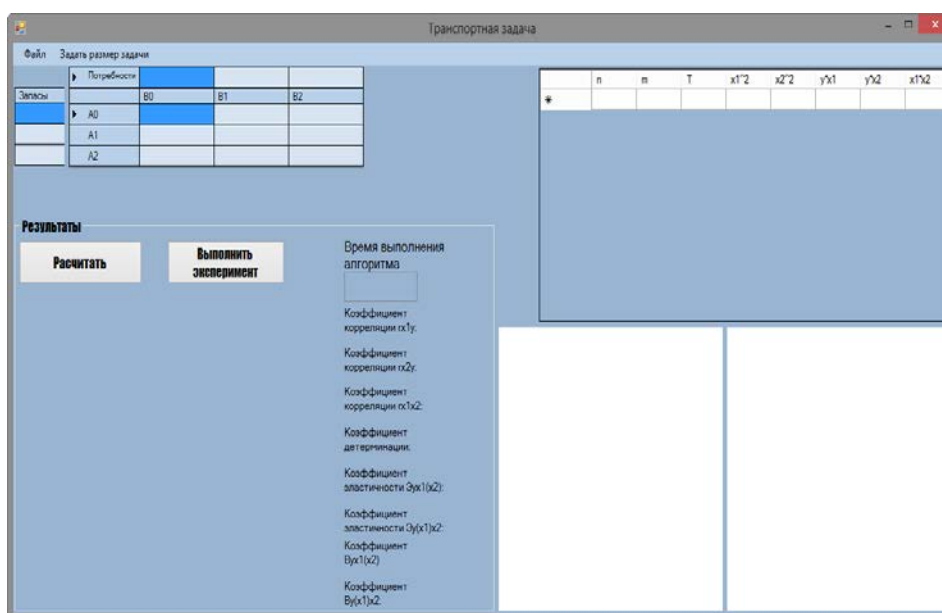 Транспортная задача
Файл Задать размер задачи
Потребности
Запасы B0 B1 B2
A0
A1
A2
n m T x1^2 x2^2 y*x1 y*x2 x1*x2
Результаты
Расчитать
Выполнить
эксперимент
Время выполнения
алгоритма
Коэффициент
корреляции rx1y:
Коэффициент
корреляции rx2y:
Коэффициент
корреляции rx1x2:
Коэффициент
детерминации:
Коэффициент
эластичности Эyx1(x2):
Коэффициент
эластичности Эy(x1)x2:
Коэффициент
Byx1(x2)
Коэффициент
By(x1)x2: